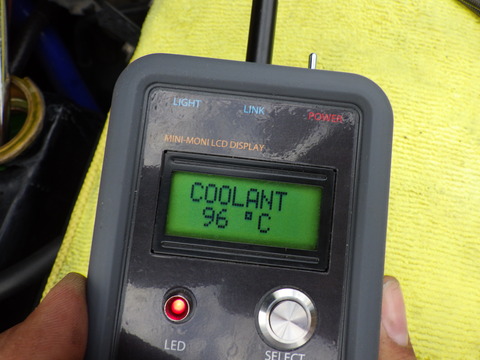 LIGHT LINK POWER
MINI-MONI LCD DISPLAY
COOLANT
96 °C
LED SELECT